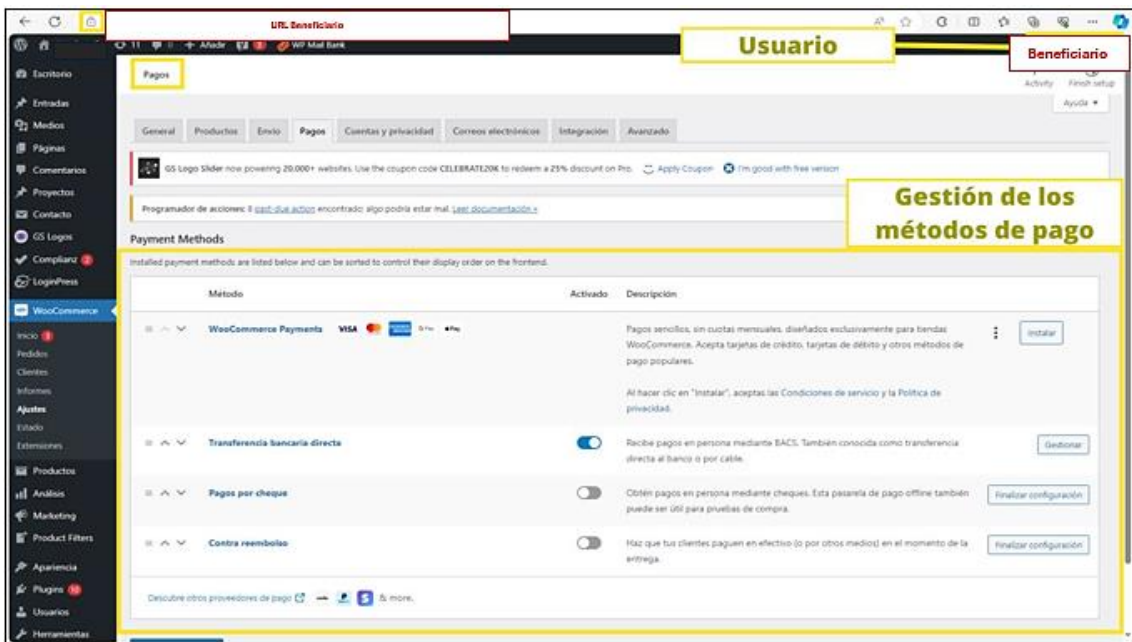 URL Beneficiario
11
0
Añadir
WP Mail Bank
Usuario
Beneficiario
Escritorio
Entradas
Medios
Páginas
Comentarios
Proyectos
Contacto
GS Logos
Complianz 2
LoginPress
WooCommerce
Inicio
Pedidos
Clientes
Informes
Ajustes
Estado
Extensiones
Productos
Análisis
Marketing
Product Filters
Apariencia
Plugins 10
Usuarios
Herramientas
Pagos
Activity
Finish setup
Ayuda
General
Productos
Envío
Pagos
Cuentas y privacidad
Correos electrónicos
Integración
Avanzado
GS Logo Slider now powering 20,000+ websites. Use the coupon code CELEBRATE20K to redeem a 25% discount on Pro. Apply Coupon I'm good with free version
Programador de acciones: 8 past-due action encontrado; algo podría estar mal. Leer documentación »
Gestión de los
métodos de pago
Payment Methods
Installed payment methods are listed below and can be sorted to control their display order on the frontend.
Método
Activado
Descripción
WooCommerce Payments VISA
Pay
Pagos sencillos, sin cuotas mensuales, diseñados exclusivamente para tiendas
WooCommerce. Acepta tarjetas de crédito, tarjetas de débito y otros métodos de
pago populares.
Al hacer clic en "Instalar", aceptas las Condiciones de servicio y la Política de
privacidad.
Instalar
Transferencia bancaria directa
Recibe pagos en persona mediante BACS. También conocida como transferencia
directa al banco o por cable.
Gestionar
Pagos por cheque
Obtén pagos en persona mediante cheques. Esta pasarela de pago offline también
puede ser útil para pruebas de compra.
Finalizar configuración
Contra reembolso
Haz que tus clientes paguen en efectivo (o por otros medios) en el momento de la
entrega.
Finalizar configuración
Descubre otros proveedores de pago
S
& more.